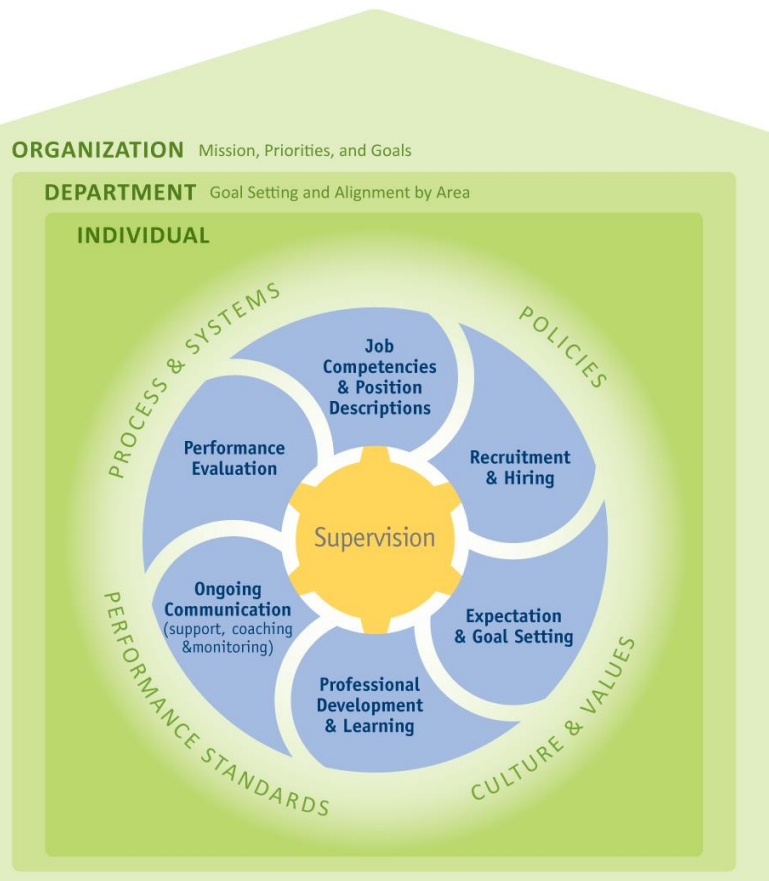 ORGANIZATION Mission, Priorities, and Goals
DEPARTMENT Goal Setting and Alignment by Area
INDIVIDUAL
PROCESS & SYSTEMS
POLICIES
Job
Competencies
& Position
Descriptions
Performance
Evaluation
Recruitment
& Hiring
Supervision
Ongoing
Communication
(support, coaching
&monitoring)
Expectation
& Goal Setting
Professional
Development
& Learning
PERFORMANCE STANDARDS
CULTURE & VALUES